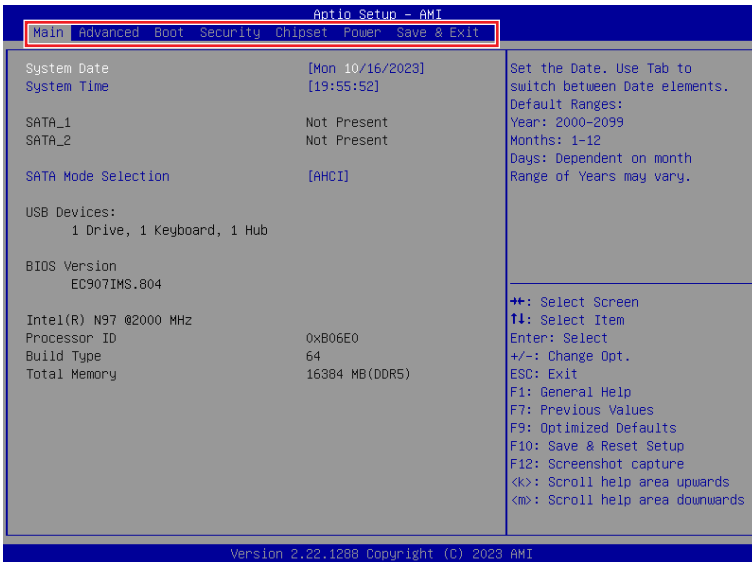 Aptio Setup - AMI
Main Advanced Boot Security Chipset Power Save & Exit
System Date [Mon 10/16/2023]
System Time [19:55:52]
SATA_1 Not Present
SATA_2 Not Present
SATA Mode Selection [AHCI]
USB Devices:
1 Drive, 1 Keyboard, 1 Hub
BIOS Version
EC907IMS.804
Intel(R) N97 @2000 MHz
Processor ID 0xB06E0
Build Type 64
Total Memory 16384 MB(DDR5)
Set the Date. Use Tab to
switch between Date elements.
Default Ranges:
Year: 2000-2099
Months: 1-12
Days: Dependent on month
Range of Years may vary.
→←: Select Screen
↑↓: Select Item
Enter: Select
+/-: Change Opt.
ESC: Exit
F1: General Help
F7: Previous Values
F9: Optimized Defaults
F10: Save & Reset Setup
F12: Screenshot capture
<k>: Scroll help area upwards
<m>: Scroll help area downwards
Version 2.22.1288 Copyright (C) 2023 AMI